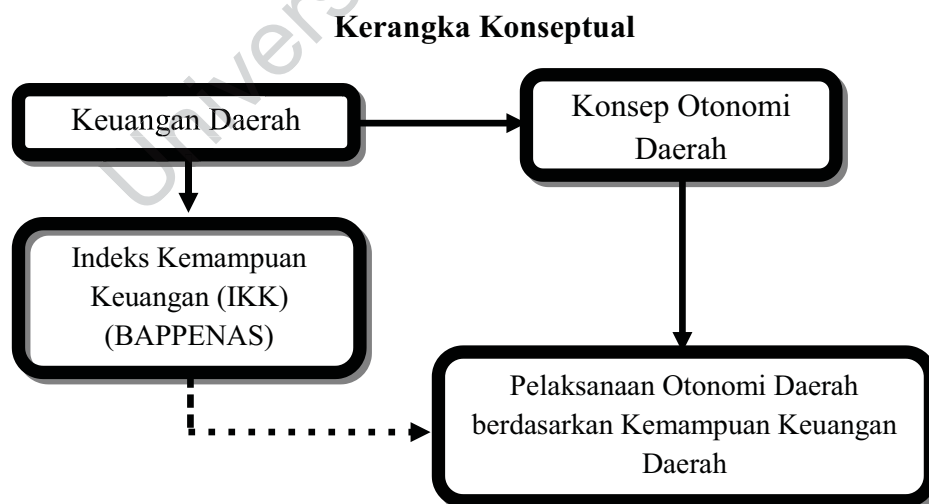 Kerangka Konseptual
Keuangan Daerah
Konsep Otonomi
Daerah
Indeks Kemampuan
Keuangan (IKK)
(BAPPENAS)
Pelaksanaan Otonomi Daerah
berdasarkan Kemampuan Keuangan
Daerah